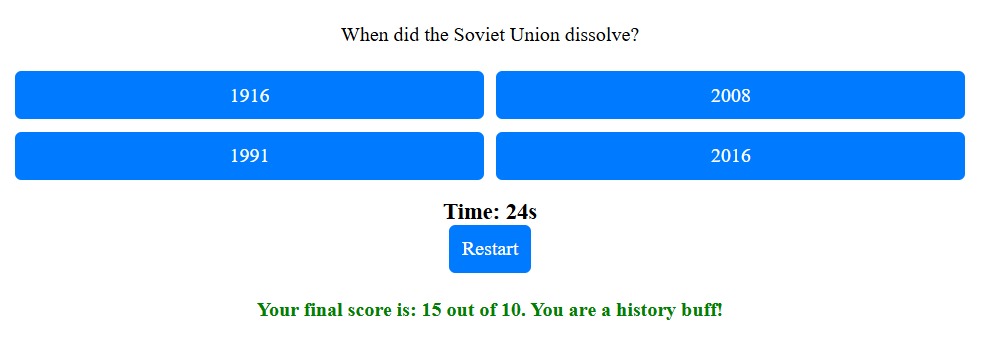 When did the Soviet Union dissolve?
1916
2008
1991
2016
Time: 24s
Restart
Your final score is: 15 out of 10. You are a history buff!